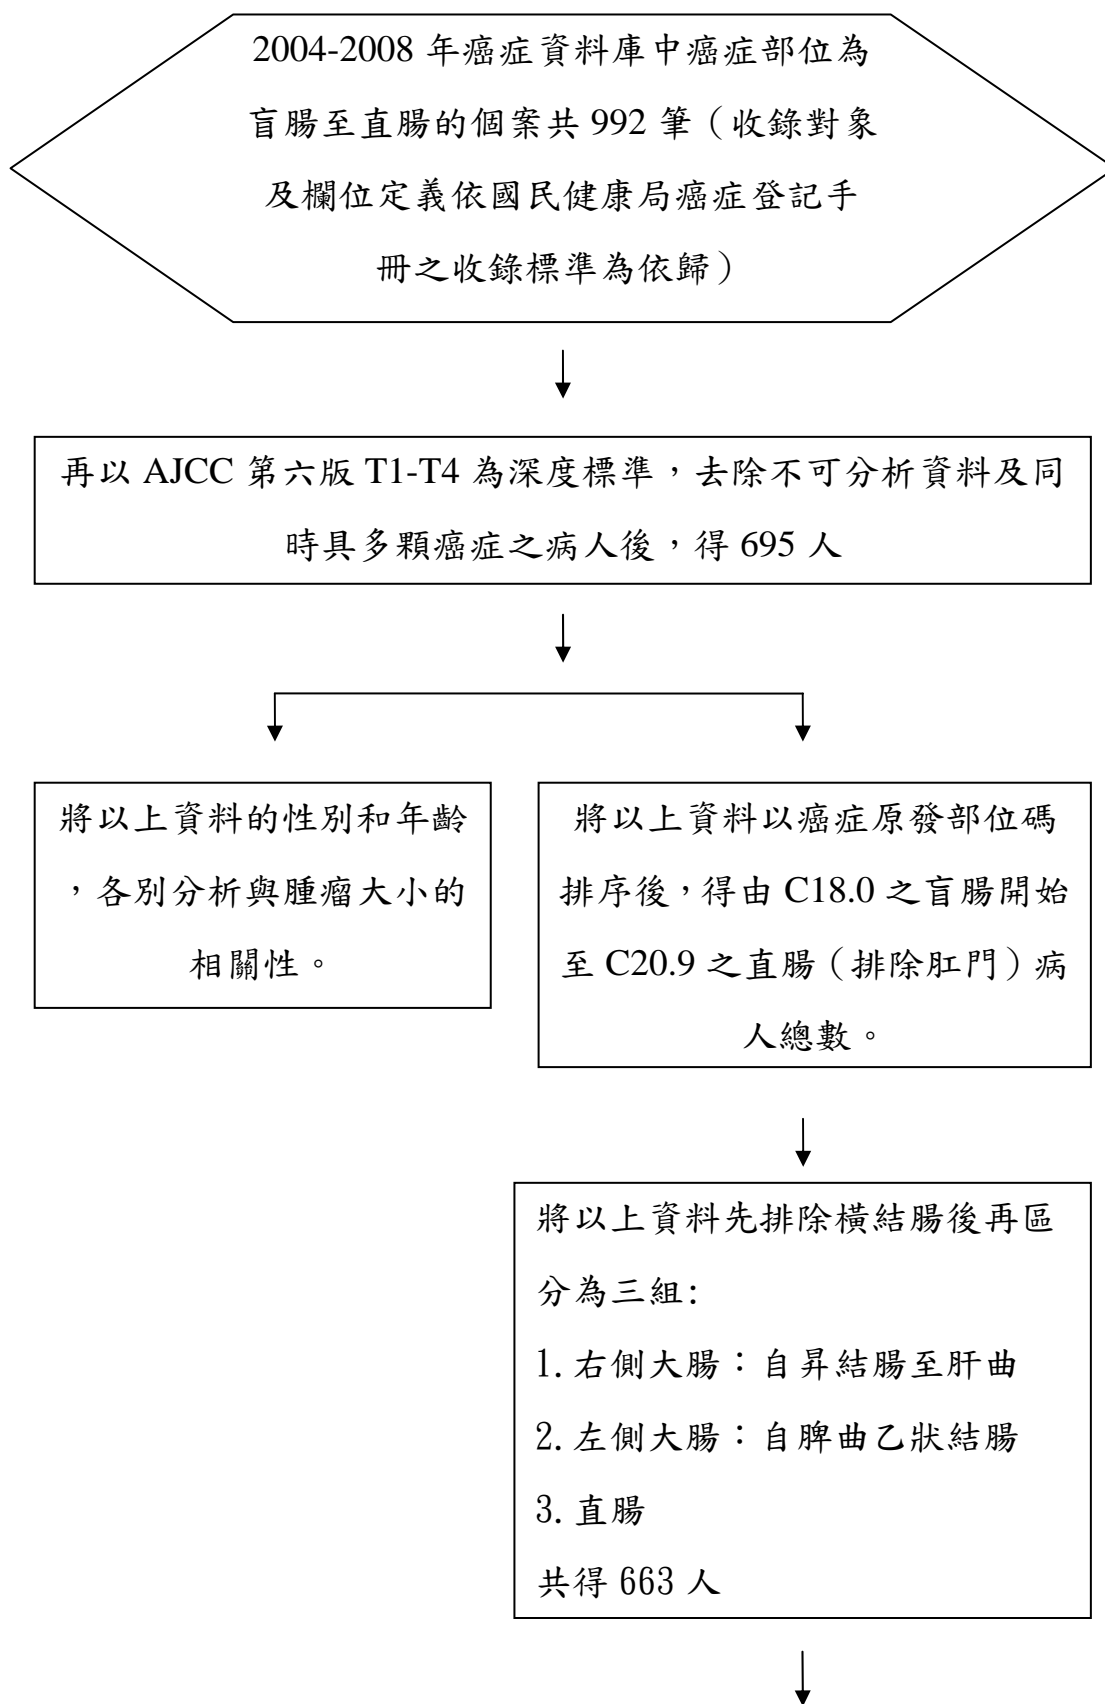 2004-2008 年癌症資料庫中癌症部位為
盲腸至直腸的個案共 992 筆（收錄對象
及欄位定義依國民健康局癌症登記手
冊之收錄標準為依歸）
再以 AJCC 第六版 T1-T4 為深度標準，去除不可分析資料及同
時具多顆癌症之病人後，得 695 人
將以上資料的性別和年齡
，各別分析與腫瘤大小的
相關性。
將以上資料以癌症原發部位碼
排序後，得由 C18.0 之盲腸開始
至 C20.9 之直腸（排除肛門）病
人總數。
將以上資料先排除橫結腸後再區
分為三組:
1.右側大腸：自昇結腸至肝曲
2.左側大腸：自脾曲乙狀結腸
3.直腸
共得 663 人